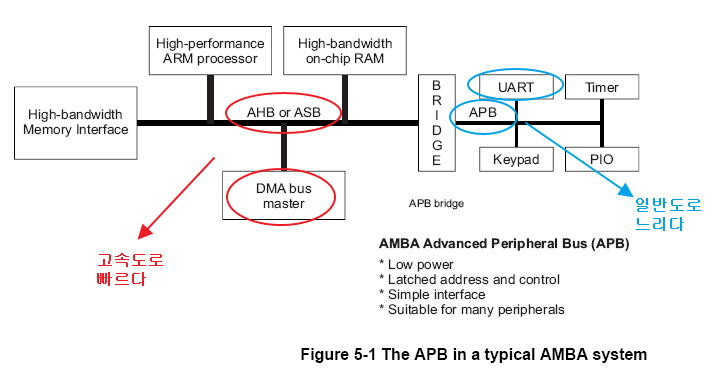 High-performance
ARM processor
High-bandwidth
on-chip RAM
High-bandwidth
Memory Interface
AHB or ASB
BRIDGE
APB
UART
Timer
Keypad
PIO
DMA bus
master
APB bridge
고속도로
빠르다
일반도로
느리다
AMBA Advanced Peripheral Bus (APB)
* Low power
* Latched address and control
* Simple interface
* Suitable for many peripherals
Figure 5-1 The APB in a typical AMBA system